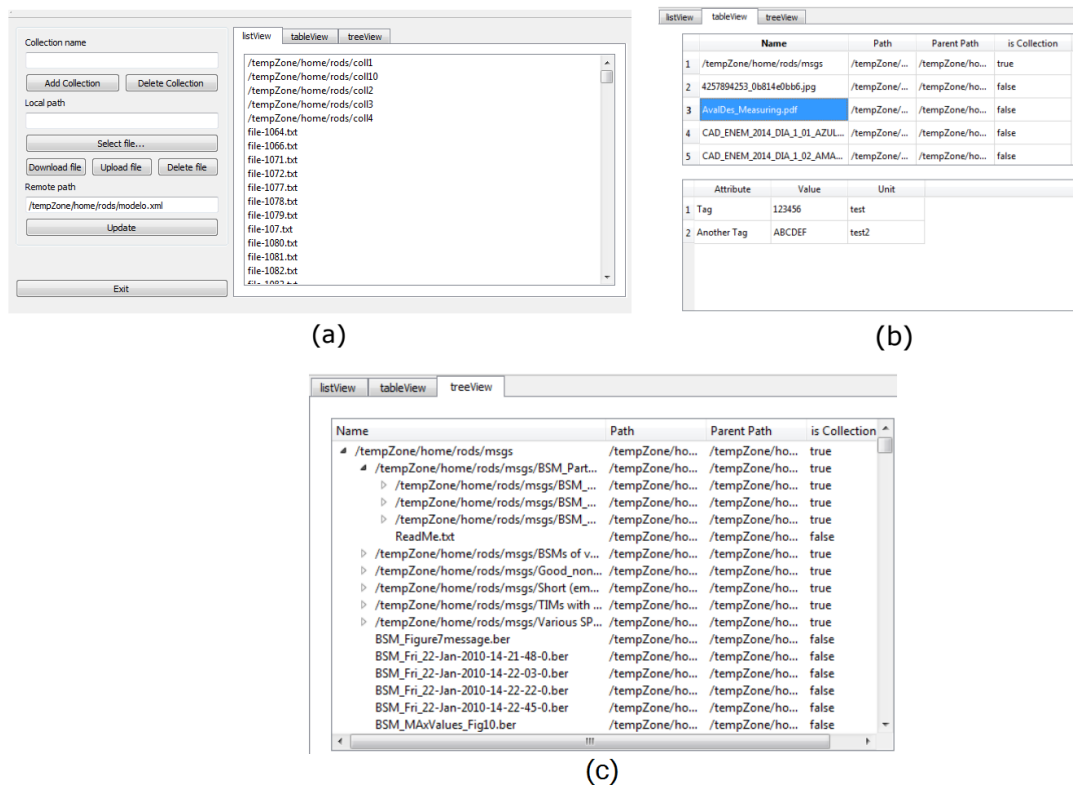 Collection name
Add Collection Delete Collection
Local path
Select file...
Download file Upload file Delete file
Remote path
/tempZone/home/rods/modelo.xml
Update
Exit
listView tableView treeView
/tempZone/home/rods/coll1
/tempZone/home/rods/coll10
/tempZone/home/rods/coll2
/tempZone/home/rods/coll3
/tempZone/home/rods/coll4
file-1064.txt
file-1066.txt
file-1071.txt
file-1072.txt
file-1077.txt
file-1078.txt
file-1079.txt
file-107.txt
file-1080.txt
file-1081.txt
file-1082.txt
(a)
listView tableView treeView
Name Path Parent Path is Collection
1 /tempZone/home/rods/msgs /tempZone/... /tempZone/ho... true
2 4257894253_0b814e0bb6.jpg /tempZone/... /tempZone/ho... false
3 AvalDes_Measuring.pdf /tempZone/... /tempZone/ho... false
4 CAD_ENEM_2014_DIA_1_01_AZUL... /tempZone/... /tempZone/ho... false
5 CAD_ENEM_2014_DIA_1_02_AMA... /tempZone/... /tempZone/ho... false
Attribute Value Unit
1 Tag 123456 test
2 Another Tag ABCDEF test2
(b)
listView tableView treeView
Name Path Parent Path is Collection
/tempZone/home/rods/msgs /tempZone/ho... /tempZone/ho... true
/tempZone/home/rods/msgs/BSM_Part... /tempZone/ho... /tempZone/ho... true
/tempZone/home/rods/msgs/BSM_... /tempZone/ho... /tempZone/ho... true
/tempZone/home/rods/msgs/BSM_... /tempZone/ho... /tempZone/ho... true
/tempZone/home/rods/msgs/BSM_... /tempZone/ho... /tempZone/ho... true
ReadMe.txt /tempZone/ho... /tempZone/ho... false
/tempZone/home/rods/msgs/BSMs of v... /tempZone/ho... /tempZone/ho... true
/tempZone/home/rods/msgs/Good_non... /tempZone/ho... /tempZone/ho... true
/tempZone/home/rods/msgs/Short (em... /tempZone/ho... /tempZone/ho... true
/tempZone/home/rods/msgs/TIMs with ... /tempZone/ho... /tempZone/ho... true
/tempZone/home/rods/msgs/Various SP... /tempZone/ho... /tempZone/ho... true
BSM_Figure7message.ber /tempZone/ho... /tempZone/ho... false
BSM_Fri_22-Jan-2010-14-21-48-0.ber /tempZone/ho... /tempZone/ho... false
BSM_Fri_22-Jan-2010-14-22-03-0.ber /tempZone/ho... /tempZone/ho... false
BSM_Fri_22-Jan-2010-14-22-22-0.ber /tempZone/ho... /tempZone/ho... false
BSM_Fri_22-Jan-2010-14-22-45-0.ber /tempZone/ho... /tempZone/ho... false
BSM_MAxValues_Fig10.ber /tempZone/ho... /tempZone/ho... false
(c)